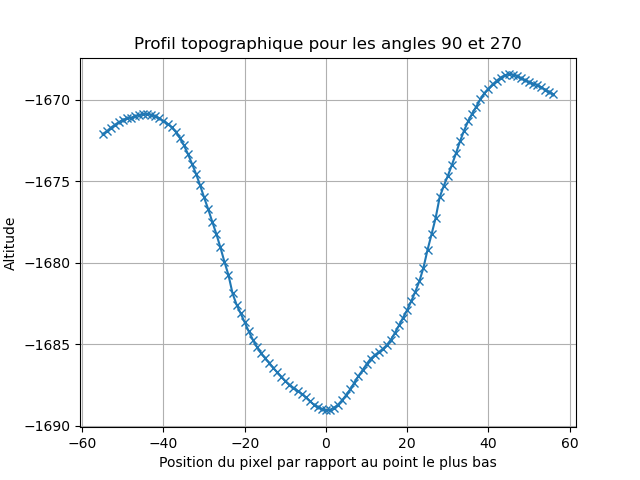 Profil topographique pour les angles 90 et 270
−1670
−1675
−1680
−1685
−1690
Altitude
−60 −40 −20 0 20 40 60
Position du pixel par rapport au point le plus bas